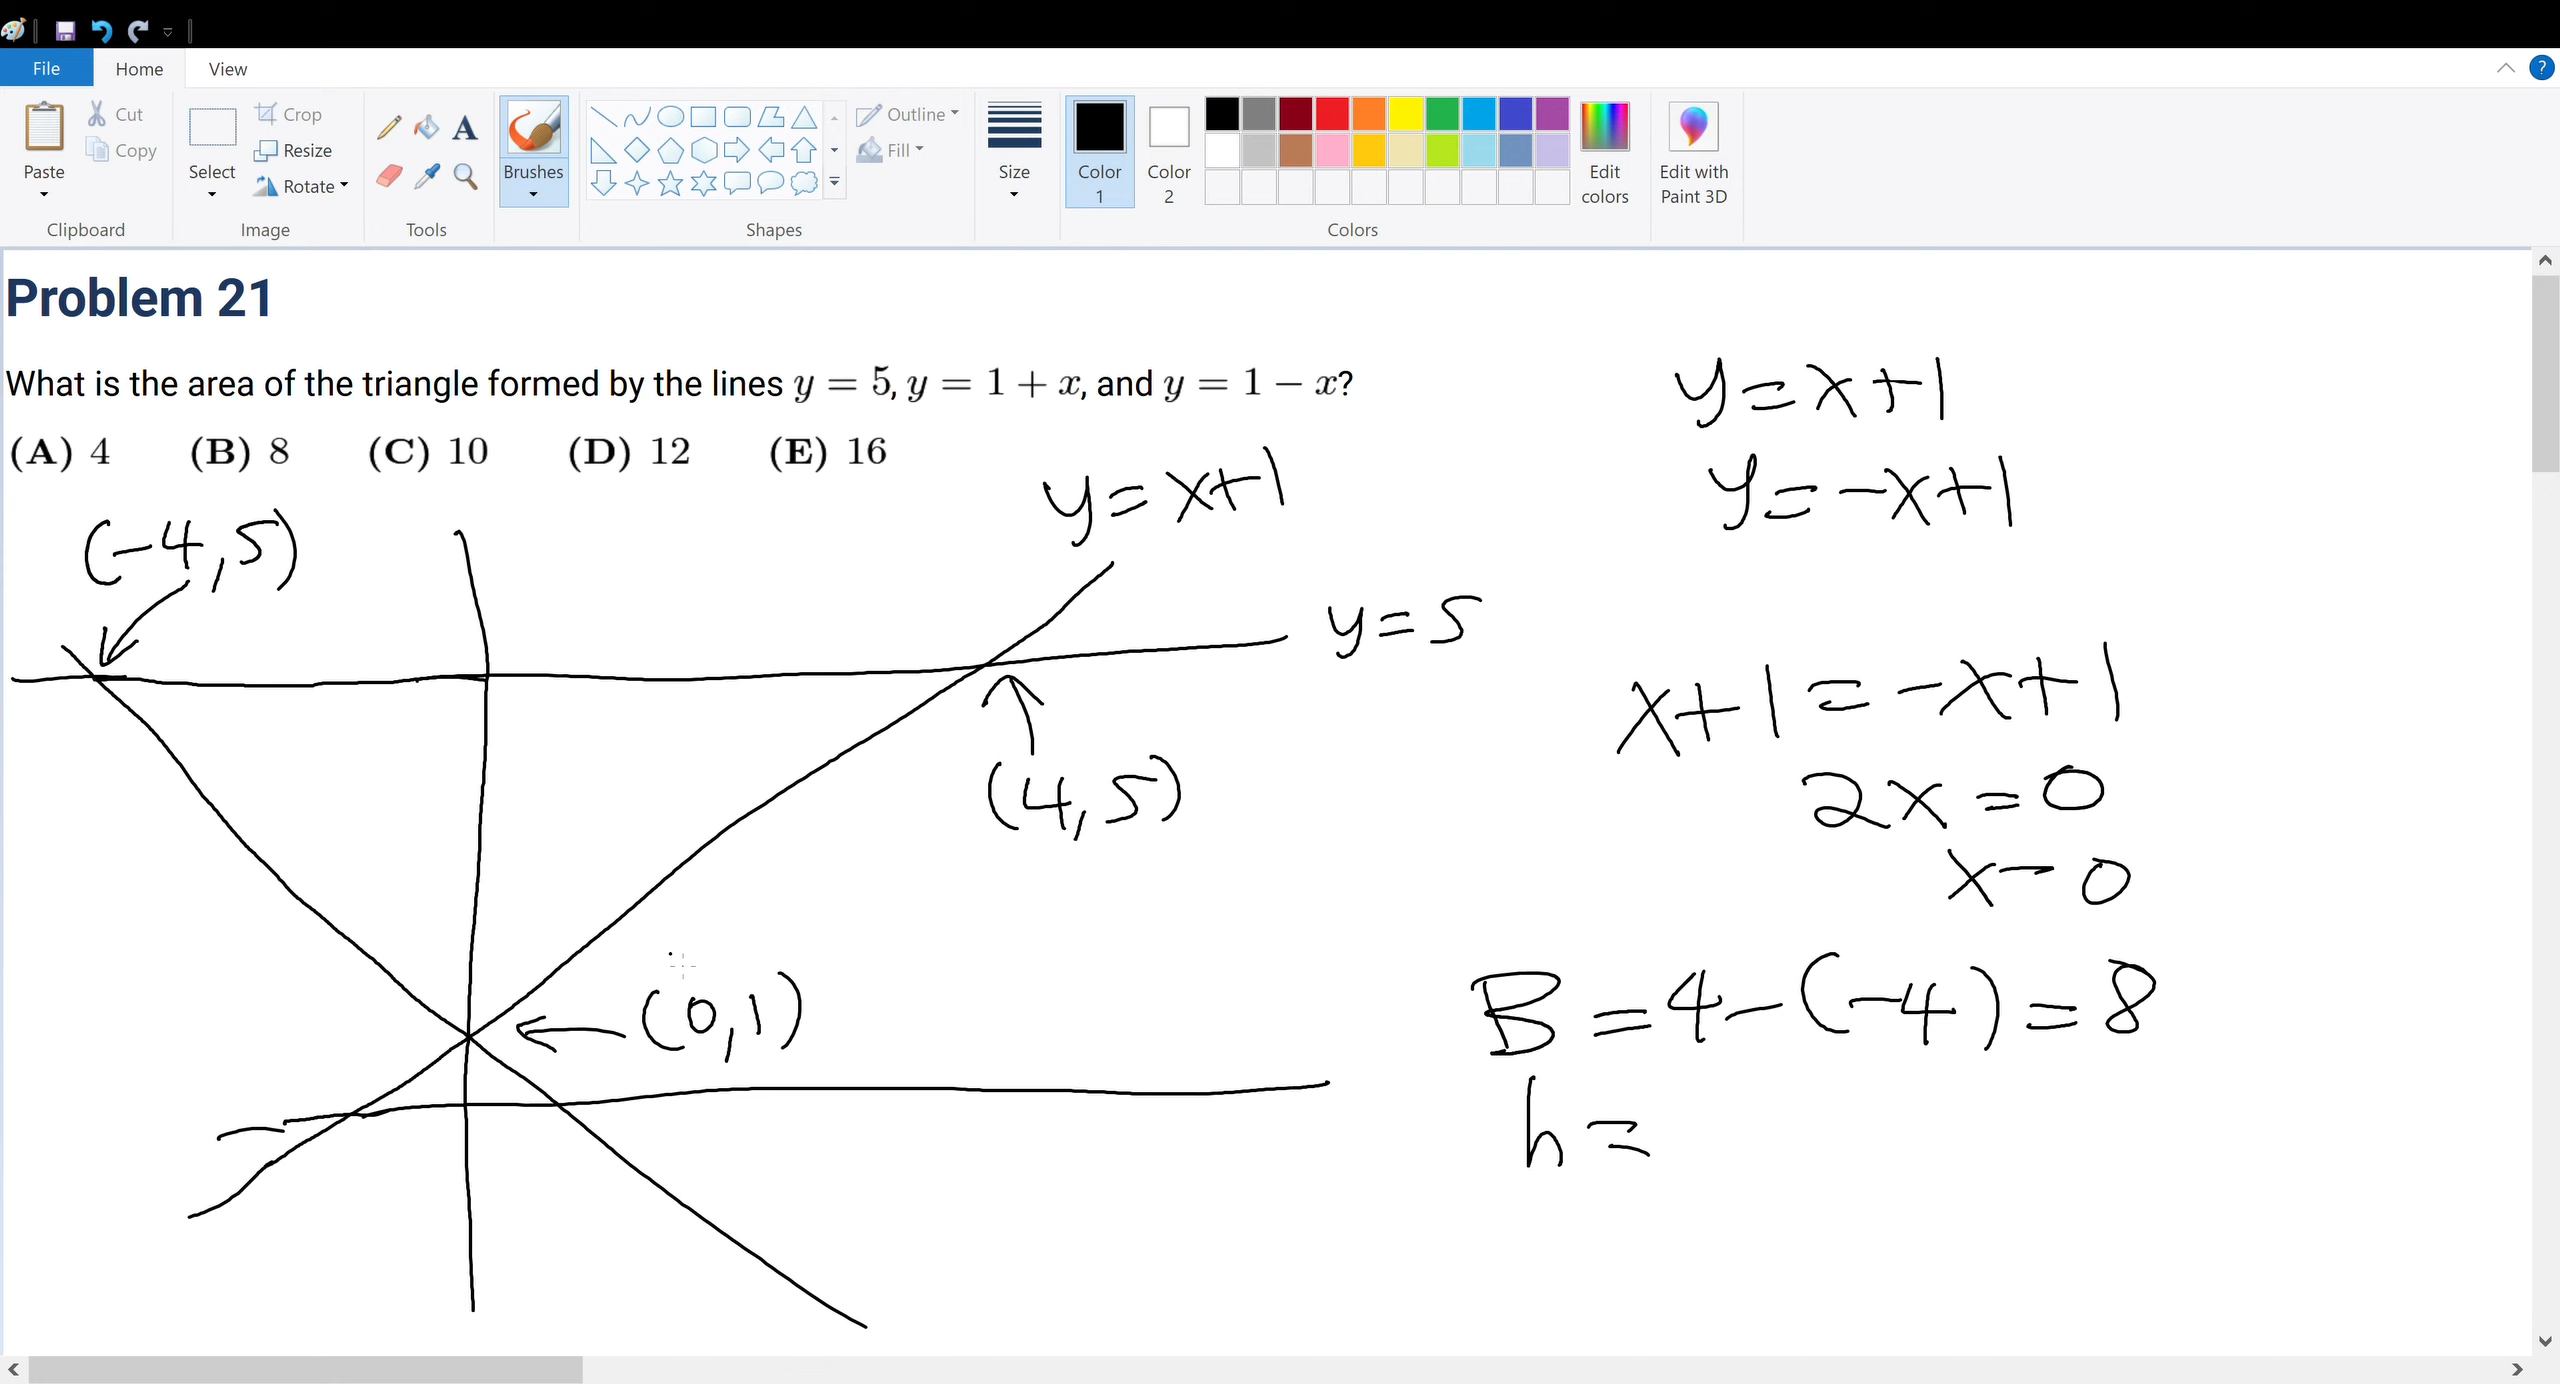 File Home View
Paste
Cut
Copy
Clipboard
Select
Crop
Resize
Rotate
Image
A
Tools
Brushes
Outline
Fill
Shapes
Size
Color 1
Color 2
Edit colors
Colors
Edit with Paint 3D
?
Problem 21
What is the area of the triangle formed by the lines y = 5, y = 1 + x, and y = 1 − x?
(A) 4 (B) 8 (C) 10 (D) 12 (E) 16
y = x+1
(-4,5)
y = 5
(4,5)
(0,1)
y = x+1
y = -x+1
x+1 = -x+1
2x = 0
x - 0
B = 4-(-4) = 8
h =